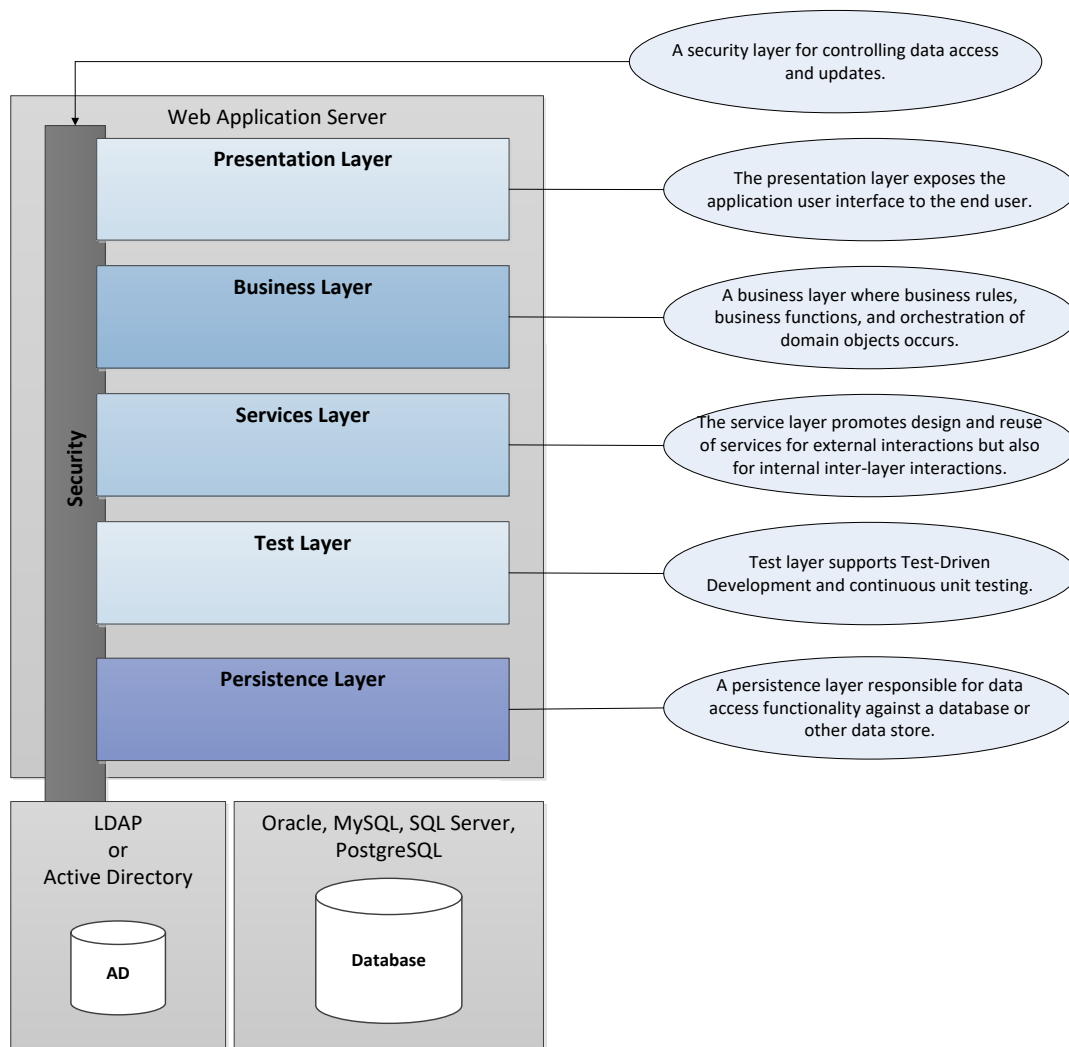 A security layer for controlling data access
and updates.
Web Application Server
Presentation Layer
The presentation layer exposes the
application user interface to the end user.
Business Layer
A business layer where business rules,
business functions, and orchestration of
domain objects occurs.
Services Layer
The service layer promotes design and reuse
of services for external interactions but also
for internal inter-layer interactions.
Security
Test Layer
Test layer supports Test-Driven
Development and continuous unit testing.
Persistence Layer
A persistence layer responsible for data
access functionality against a database or
other data store.
LDAP
or
Active Directory
AD
Oracle, MySQL, SQL Server,
PostgreSQL
Database